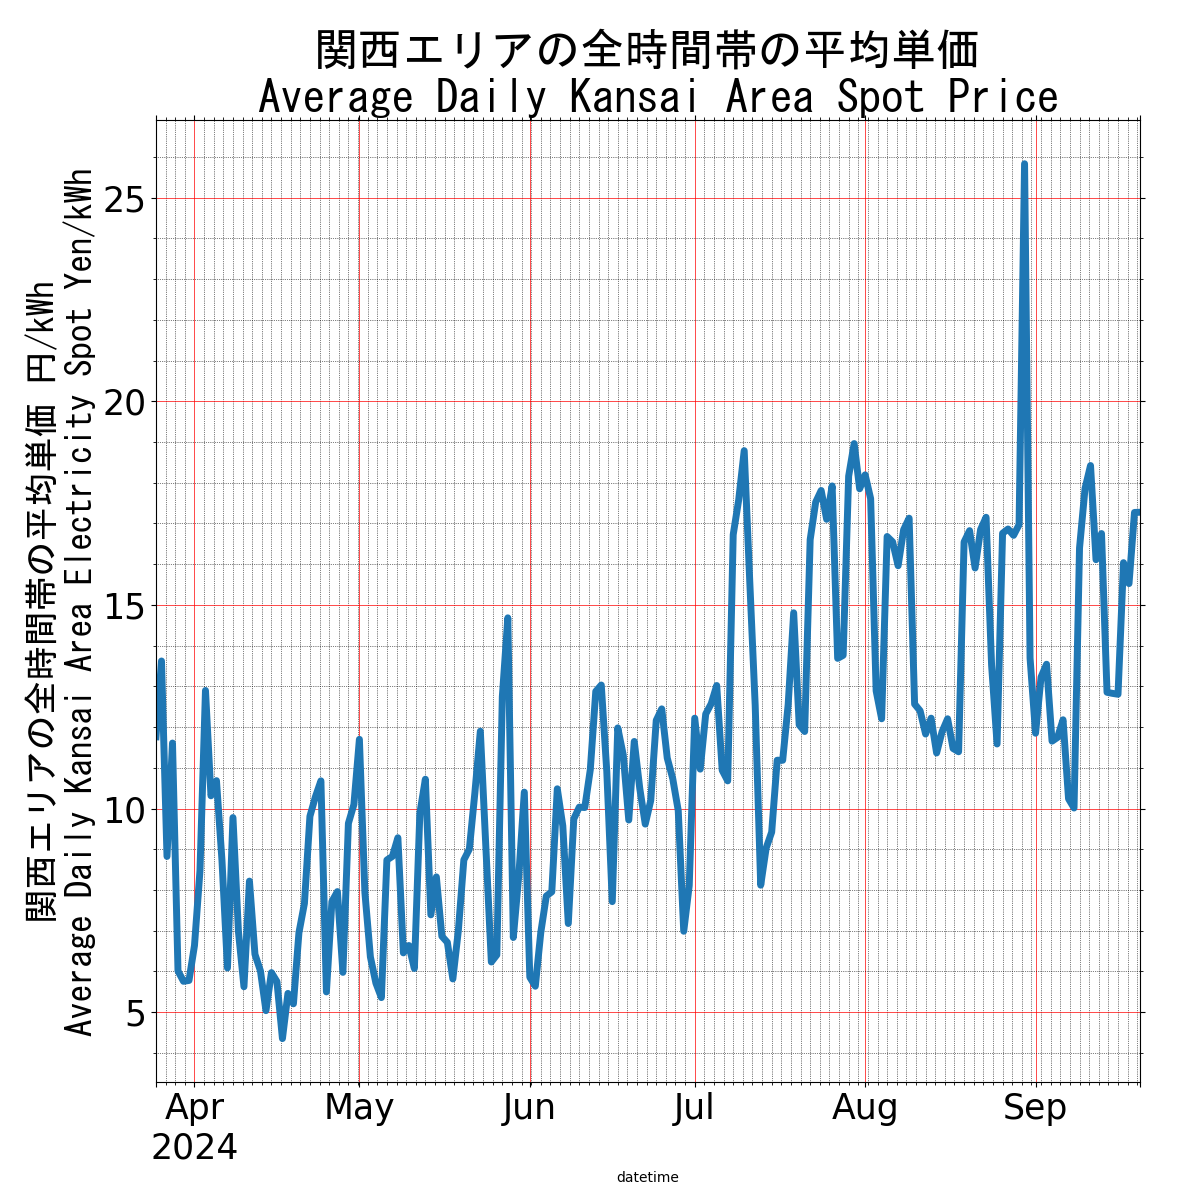 関西エリアの全時間帯の平均単価
Average Daily Kansai Area Spot Price
関西エリアの全時間帯の平均単価 円/kWh
Average Daily Kansai Area Electricity Spot Yen/kWh
25
20
15
10
5
Apr May Jun Jul Aug Sep
2024
datetime